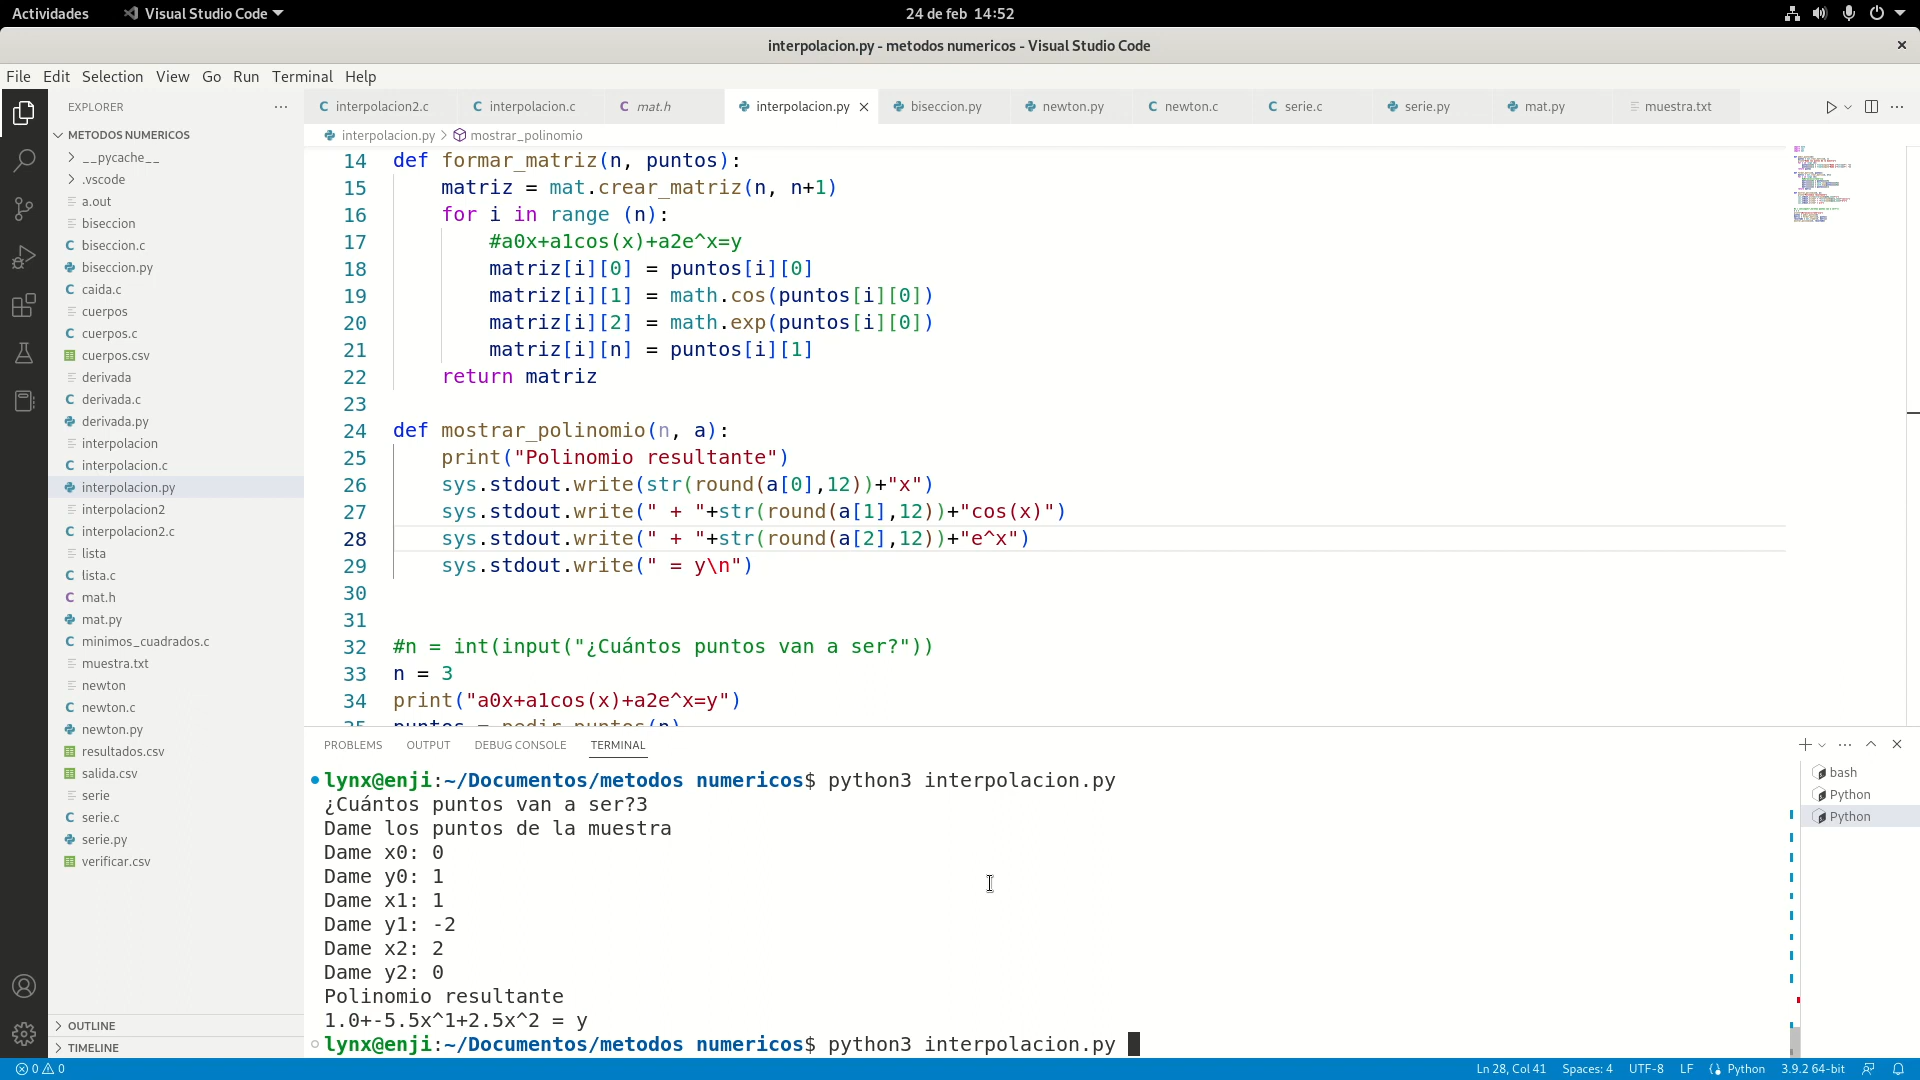 Actividades
Visual Studio Code
24 de feb 14:52
interpolacion.py - metodos numericos - Visual Studio Code
File Edit Selection View Go Run Terminal Help
EXPLORER
METODOS NUMERICOS
__pycache__
.vscode
a.out
biseccion
biseccion.c
biseccion.py
caida.c
cuerpos
cuerpos.c
cuerpos.csv
derivada
derivada.c
derivada.py
interpolacion
interpolacion.c
interpolacion.py
interpolacion2
interpolacion2.c
lista
lista.c
mat.h
mat.py
minimos_cuadrados.c
muestra.txt
newton
newton.c
newton.py
resultados.csv
salida.csv
serie
serie.c
serie.py
verificar.csv
OUTLINE
TIMELINE
interpolacion2.c interpolacion.c mat.h interpolacion.py biseccion.py newton.py newton.c serie.c serie.py mat.py muestra.txt
interpolacion.py > mostrar_polinomio
14 def formar_matriz(n, puntos):
15 matriz = mat.crear_matriz(n, n+1)
16 for i in range (n):
17 #a0x+a1cos(x)+a2e^x=y
18 matriz[i][0] = puntos[i][0]
19 matriz[i][1] = math.cos(puntos[i][0])
20 matriz[i][2] = math.exp(puntos[i][0])
21 matriz[i][n] = puntos[i][1]
22 return matriz
23
24 def mostrar_polinomio(n, a):
25 print("Polinomio resultante")
26 sys.stdout.write(str(round(a[0],12))+"x")
27 sys.stdout.write(" + "+str(round(a[1],12))+"cos(x)")
28 sys.stdout.write(" + "+str(round(a[2],12))+"e^x")
29 sys.stdout.write(" = y\n")
30
31
32 #n = int(input("¿Cuántos puntos van a ser?"))
33 n = 3
34 print("a0x+a1cos(x)+a2e^x=y")
35 puntos = pedir_puntos(n)
PROBLEMS OUTPUT DEBUG CONSOLE TERMINAL
lynx@enji:~/Documentos/metodos numericos$ python3 interpolacion.py
¿Cuántos puntos van a ser?3
Dame los puntos de la muestra
Dame x0: 0
Dame y0: 1
Dame x1: 1
Dame y1: -2
Dame x2: 2
Dame y2: 0
Polinomio resultante
1.0+-5.5x^1+2.5x^2 = y
lynx@enji:~/Documentos/metodos numericos$ python3 interpolacion.py
bash
Python
Python
0 0
Ln 28, Col 41 Spaces: 4 UTF-8 LF Python 3.9.2 64-bit